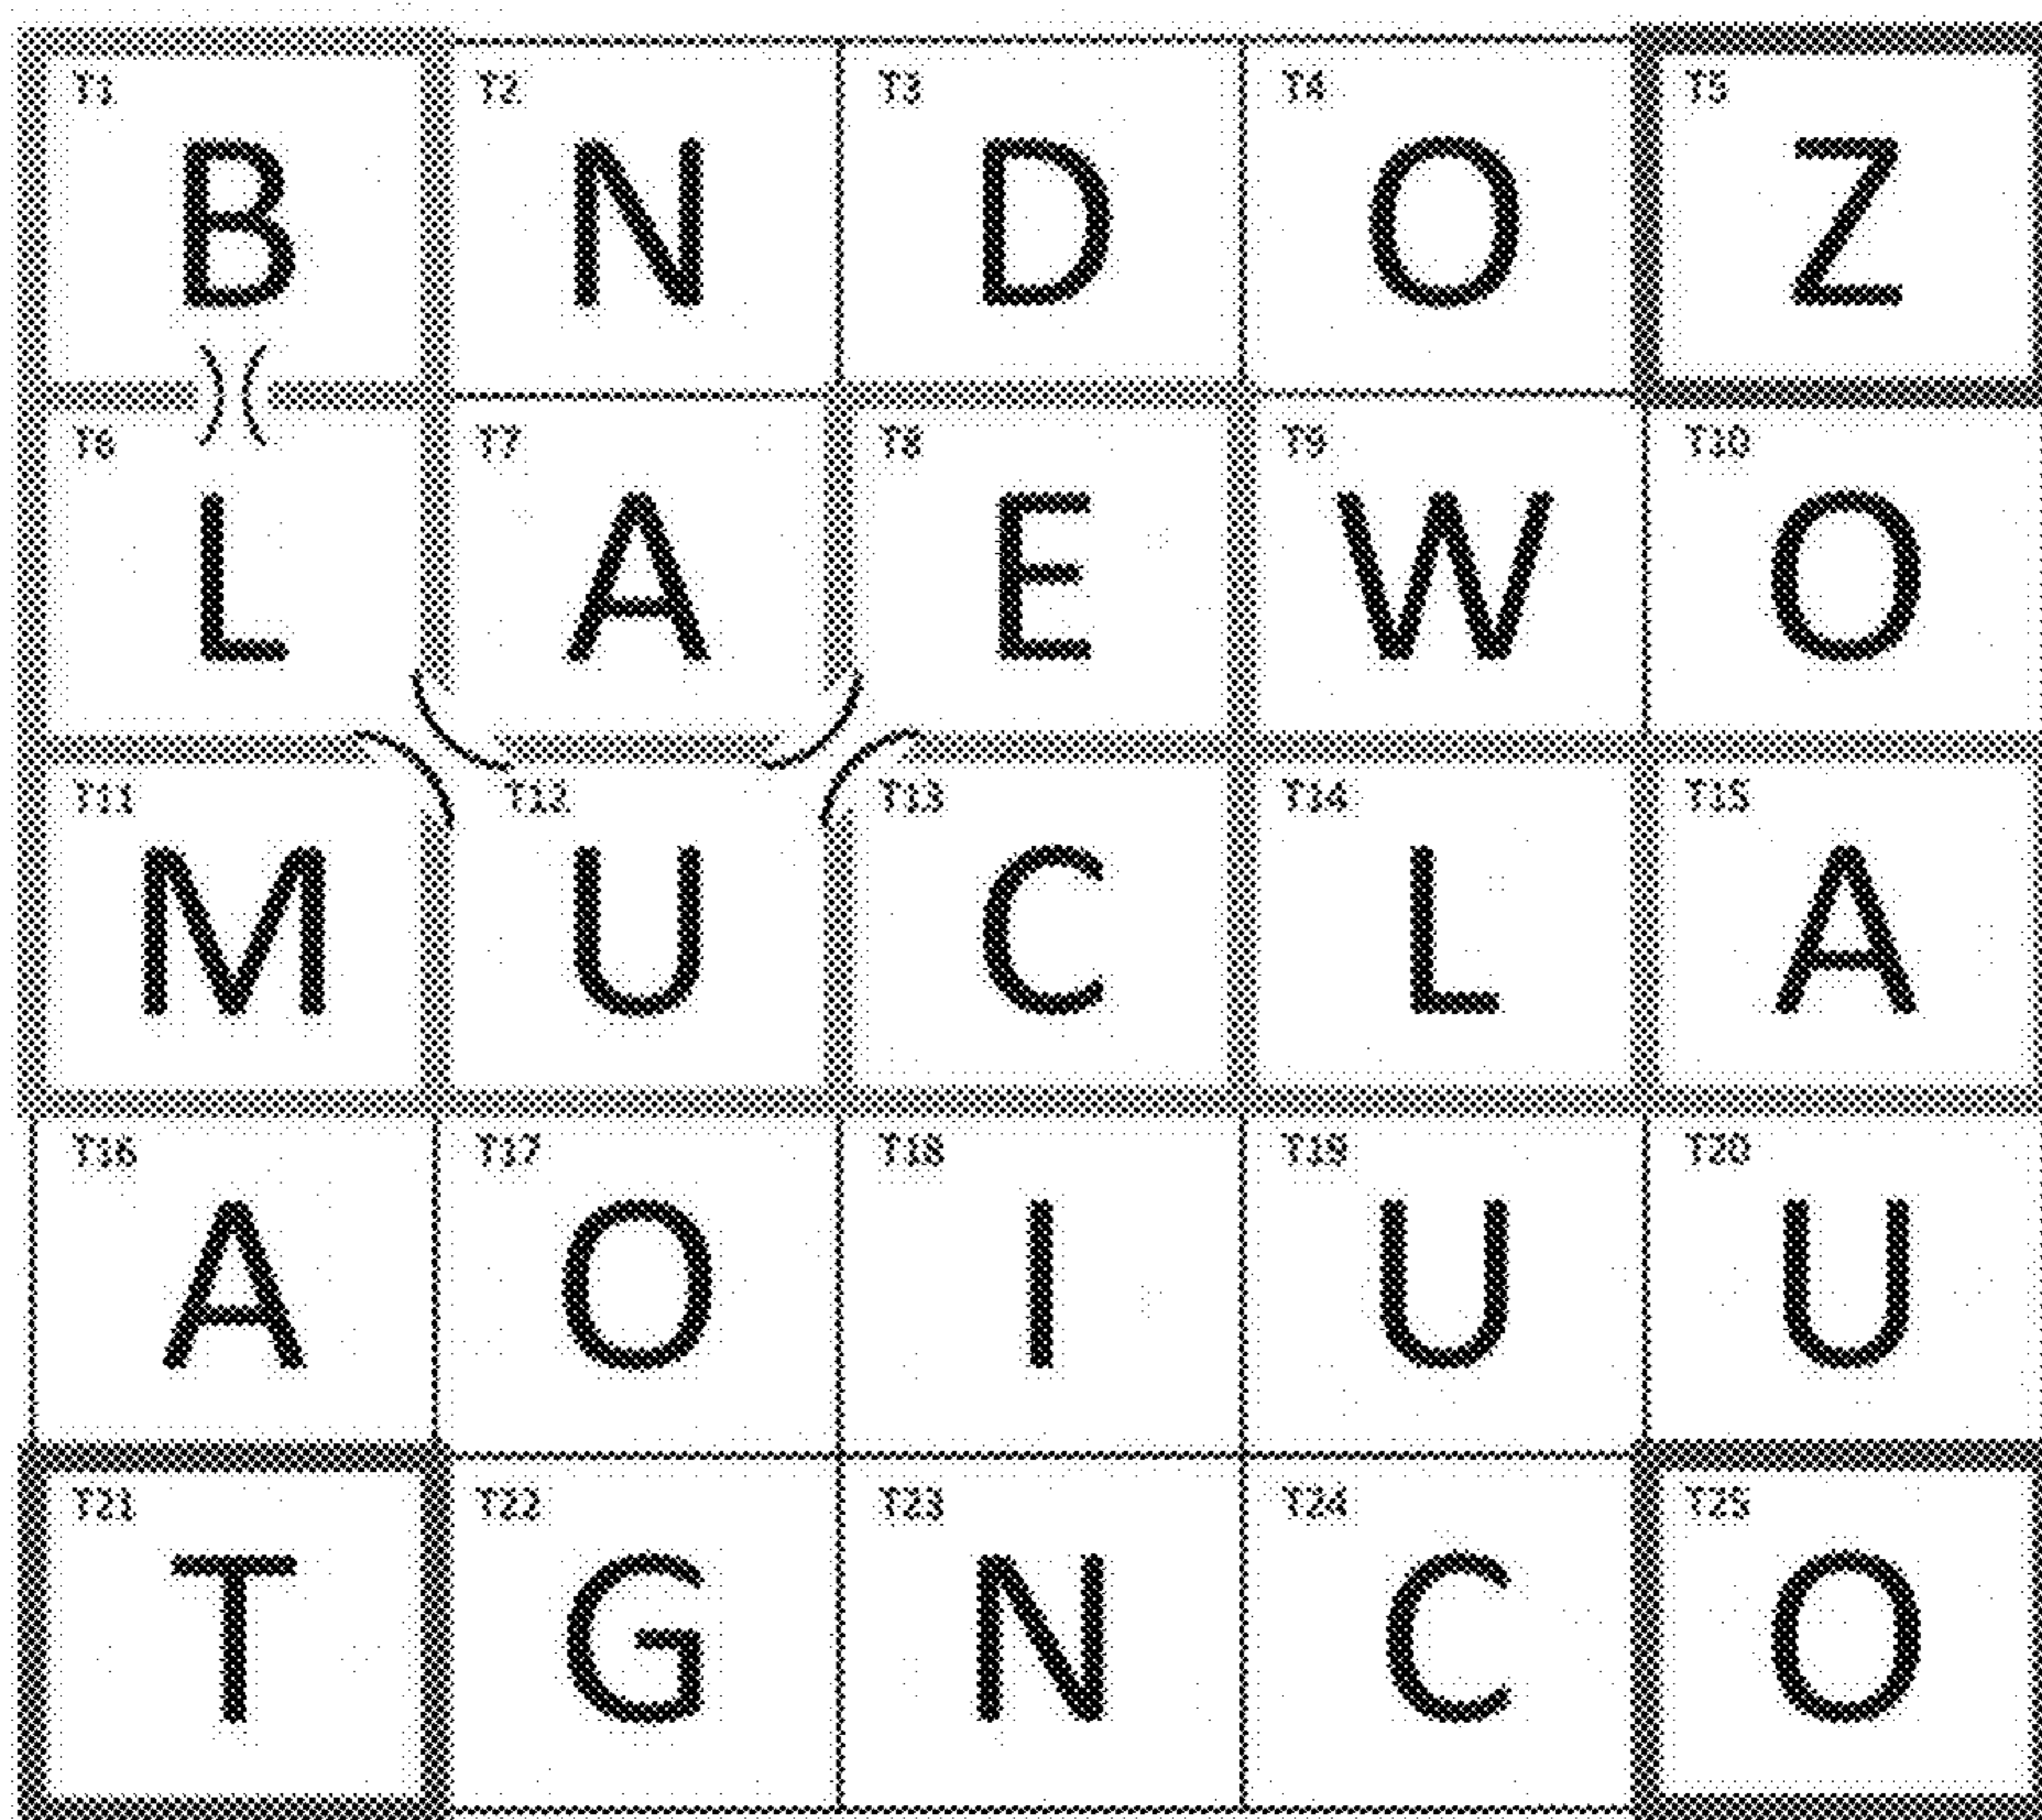 T1 T2 T3 T4 T5
B N D O Z
T6 T7 T8 T9 T10
L A E W O
T11 T12 T13 T14 T15
M U C L A
T16 T17 T18 T19 T20
A O I U U
T21 T22 T23 T24 T25
T G N C O